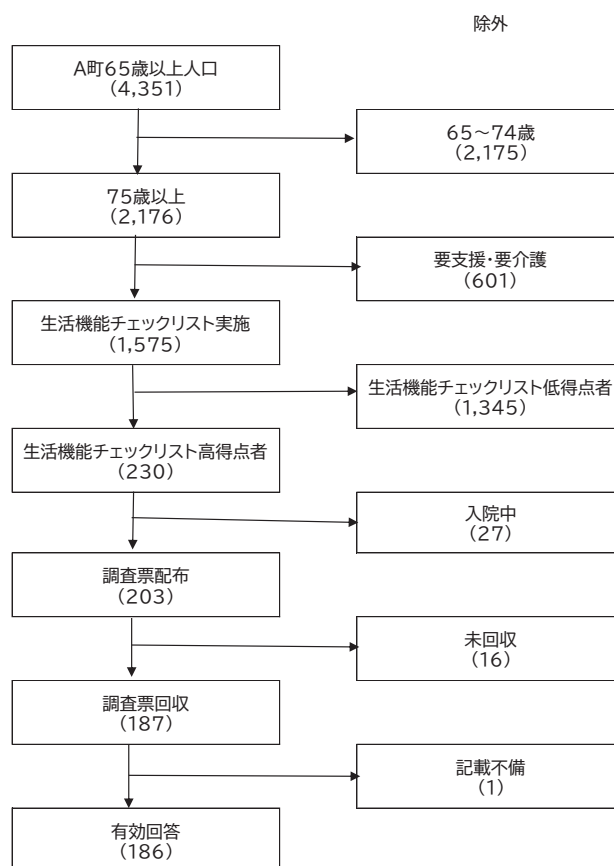 除外
A町65歳以上人口
(4,351)
65～74歳
(2,175)
75歳以上
(2,176)
要支援・要介護
(601)
生活機能チェックリスト実施
(1,575)
生活機能チェックリスト低得点者
(1,345)
生活機能チェックリスト高得点者
(230)
入院中
(27)
調査票配布
(203)
未回収
(16)
調査票回収
(187)
記載不備
(1)
有効回答
(186)